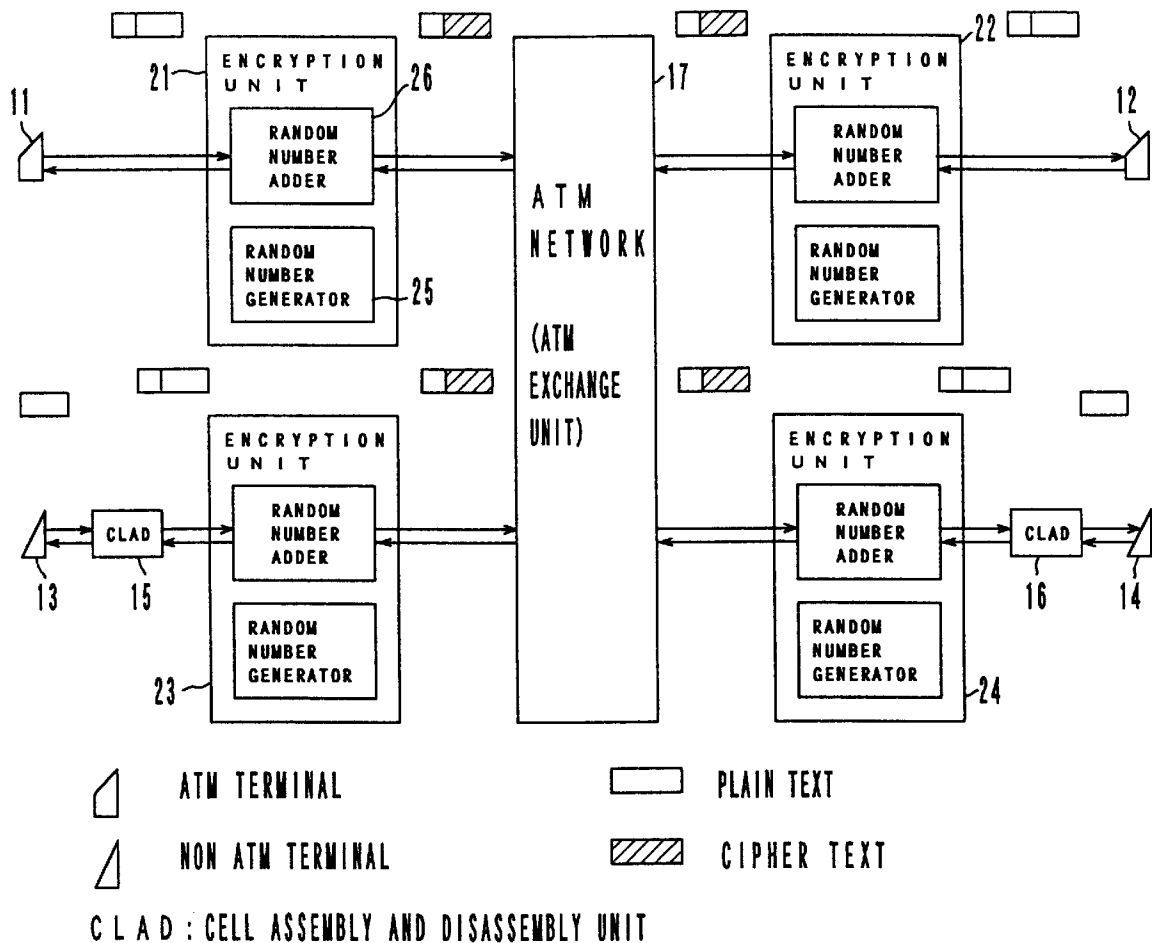 21
ENCRYPTION
UNIT
26
17
ENCRYPTION
UNIT
22
11
RANDOM
NUMBER
ADDER
RANDOM
NUMBER
ADDER
12
ATM
NETWORK
(ATM
EXCHANGE
UNIT)
RANDOM
NUMBER
GENERATOR
25
RANDOM
NUMBER
GENERATOR
ENCRYPTION
UNIT
ENCRYPTION
UNIT
13
CLAD
15
RANDOM
NUMBER
ADDER
RANDOM
NUMBER
ADDER
CLAD
16
14
23
RANDOM
NUMBER
GENERATOR
RANDOM
NUMBER
GENERATOR
24
ATM TERMINAL
PLAIN TEXT
NON ATM TERMINAL
CIPHER TEXT
CLAD : CELL ASSEMBLY AND DISASSEMBLY UNIT